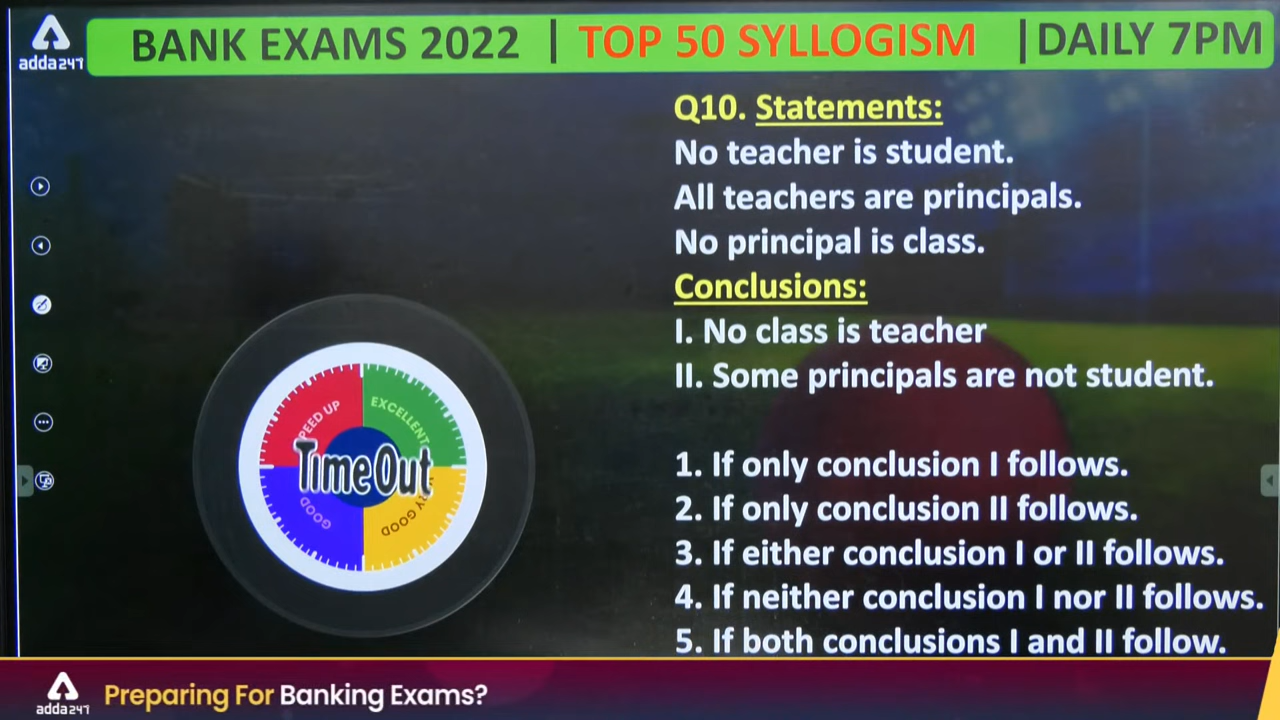 adda247
BANK EXAMS 2022 | TOP 50 SYLLOGISM | DAILY 7PM
Q10. Statements:
No teacher is student.
All teachers are principals.
No principal is class.
Conclusions:
I. No class is teacher
II. Some principals are not student.
1. If only conclusion I follows.
2. If only conclusion II follows.
3. If either conclusion I or II follows.
4. If neither conclusion I nor II follows.
5. If both conclusions I and II follow.
EXCELLENT
Time Out
GOOD
adda247
Preparing For Banking Exams?